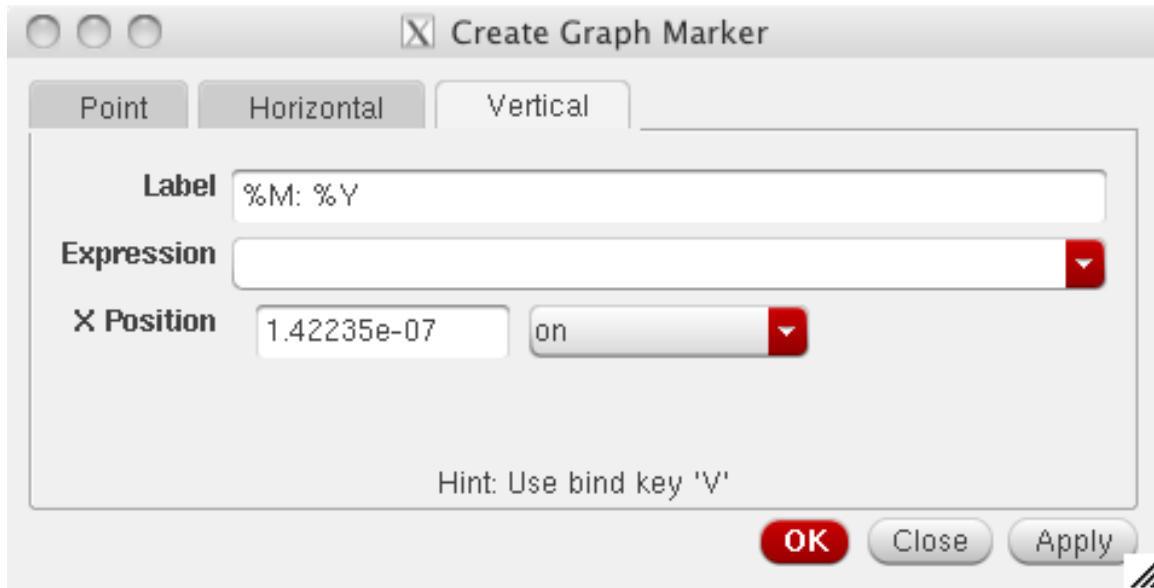 Create Graph Marker
Point Horizontal Vertical
Label %M: %Y
Expression
X Position 1.42235e-07 on
Hint: Use bind key 'V'
OK Close Apply